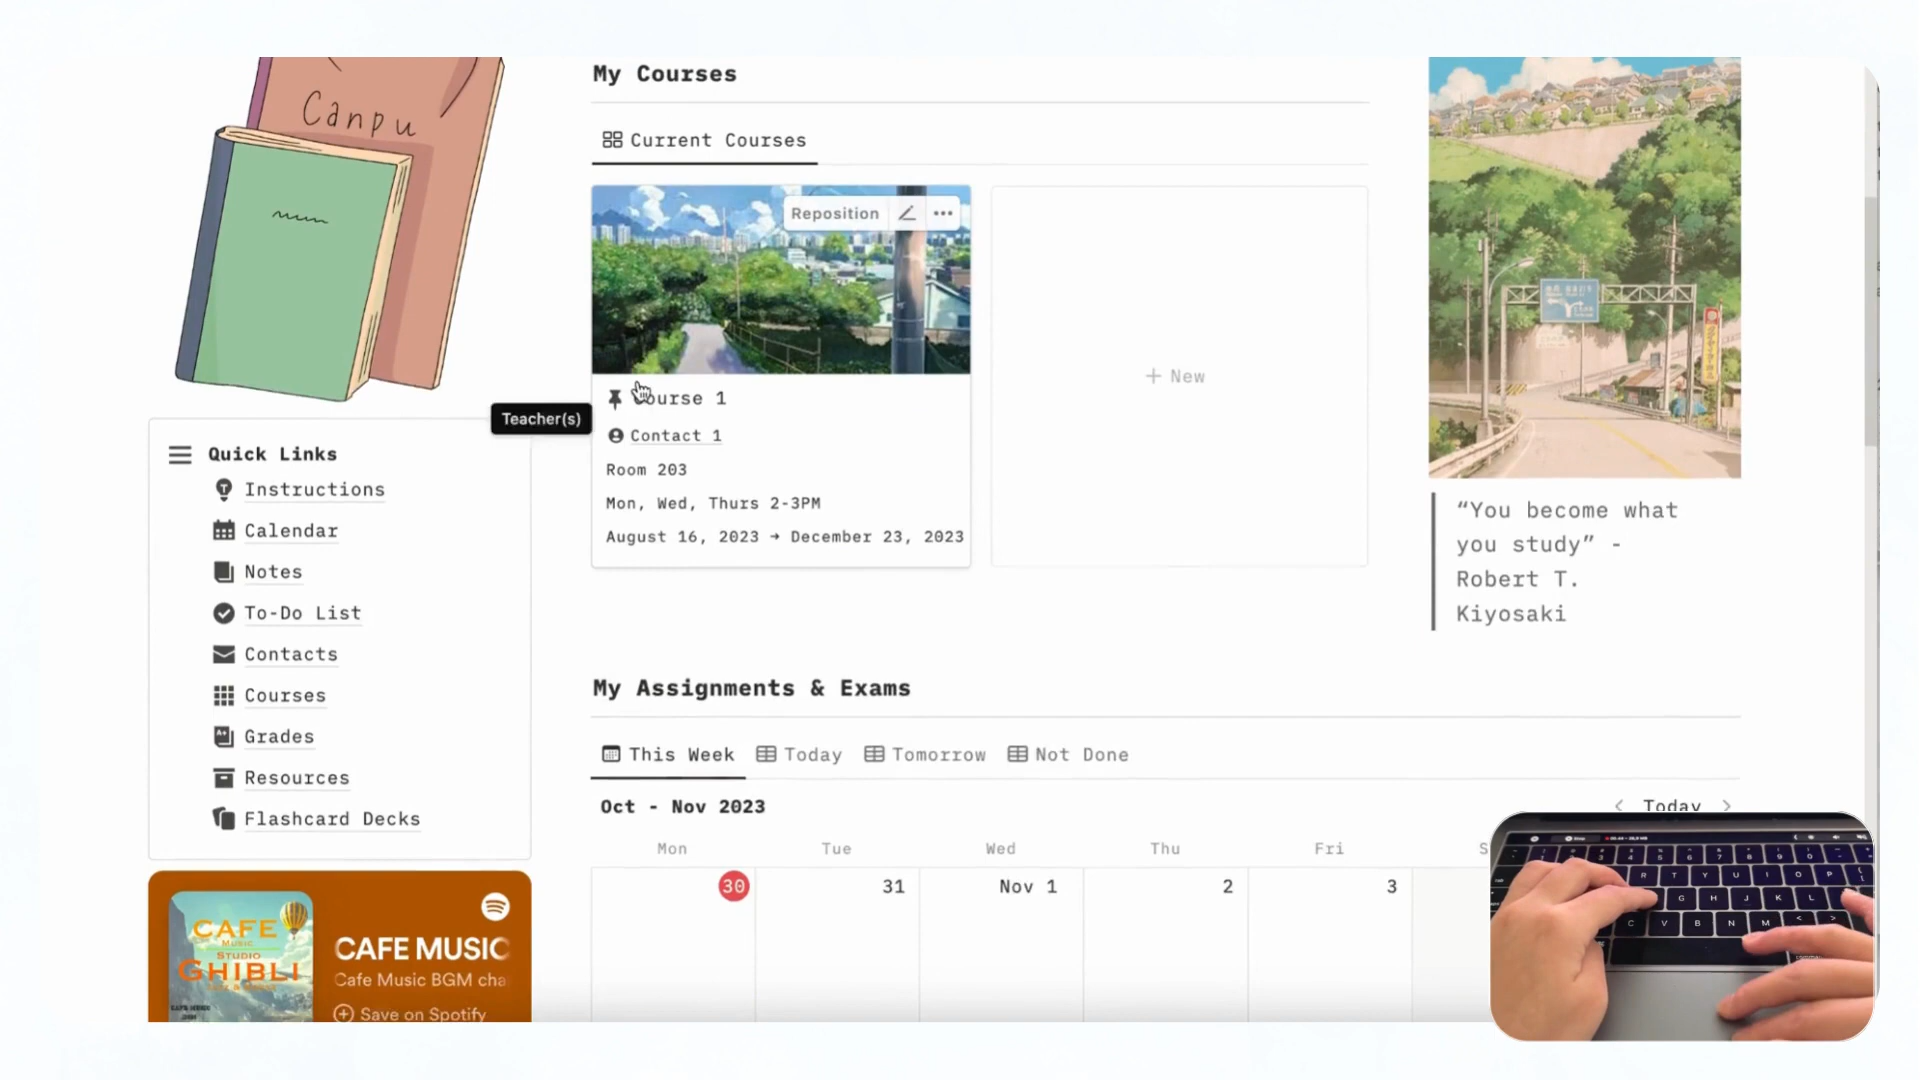 Canpu
My Courses
Current Courses
Reposition
Course 1
Teacher(s)
Contact 1
Room 203
Mon, Wed, Thurs 2-3PM
August 16, 2023 → December 23, 2023
+ New
Quick Links
Instructions
Calendar
Notes
To-Do List
Contacts
Courses
Grades
Resources
Flashcard Decks
CAFE
MUSIC
STUDIO
GHIBLI
CAFE MUSIC
Cafe Music BGM cha
Save on Spotify
“You become what
you study” -
Robert T.
Kiyosaki
My Assignments & Exams
This Week
Today
Tomorrow
Not Done
Oct - Nov 2023
Today
Mon
Tue
Wed
Thu
Fri
S
30
31
Nov 1
2
3
R T Y U I O P
G H J K L
C V B N M < >